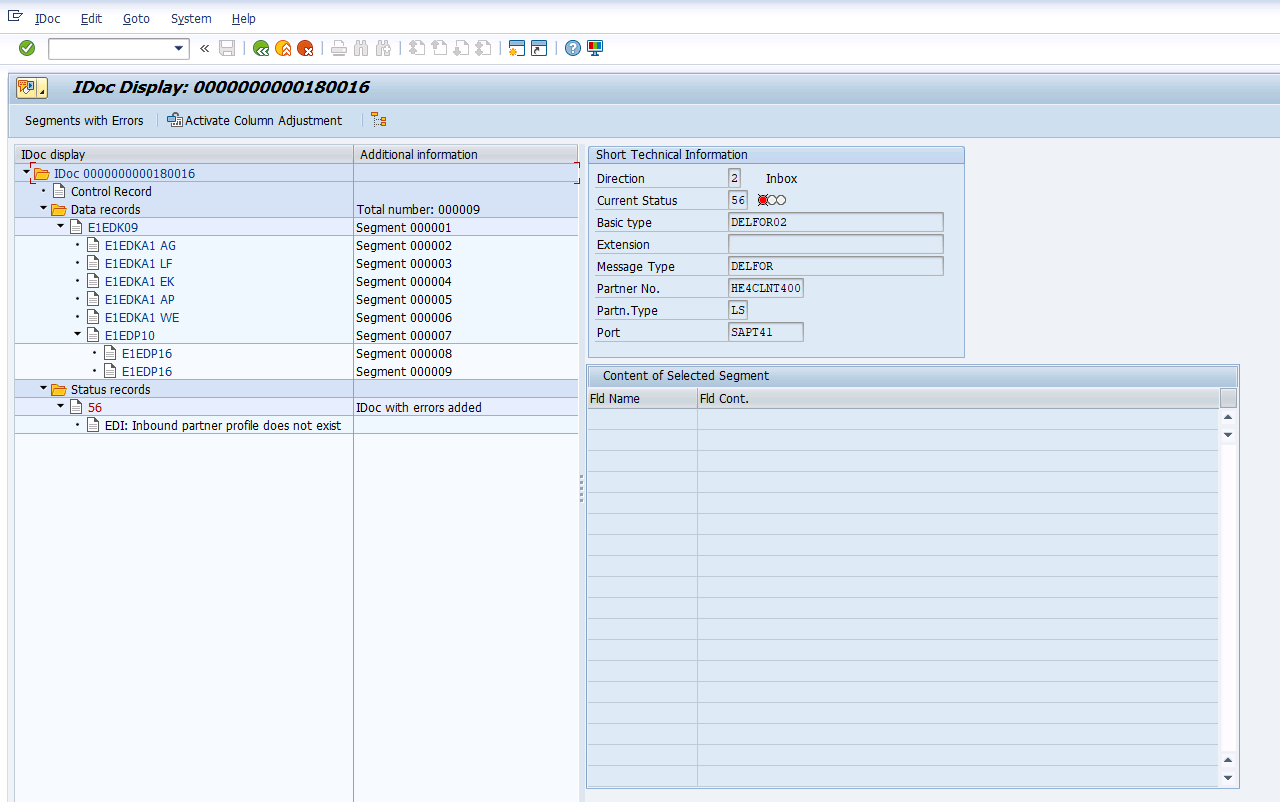 IDoc Edit Goto System Help
IDoc Display: 0000000000180016
Segments with Errors Activate Column Adjustment
IDoc display Additional information
IDoc 0000000000180016
Control Record
Data records Total number: 000009
E1EDK09 Segment 000001
E1EDKA1 AG Segment 000002
E1EDKA1 LF Segment 000003
E1EDKA1 EK Segment 000004
E1EDKA1 AP Segment 000005
E1EDKA1 WE Segment 000006
E1EDP10 Segment 000007
E1EDP16 Segment 000008
E1EDP16 Segment 000009
Status records
56 IDoc with errors added
EDI: Inbound partner profile does not exist
Short Technical Information
Direction 2 Inbox
Current Status 56
Basic type DELFOR02
Extension
Message Type DELFOR
Partner No. HE4CLNT400
Partn.Type LS
Port SAPT41
Content of Selected Segment
Fld Name Fld Cont.